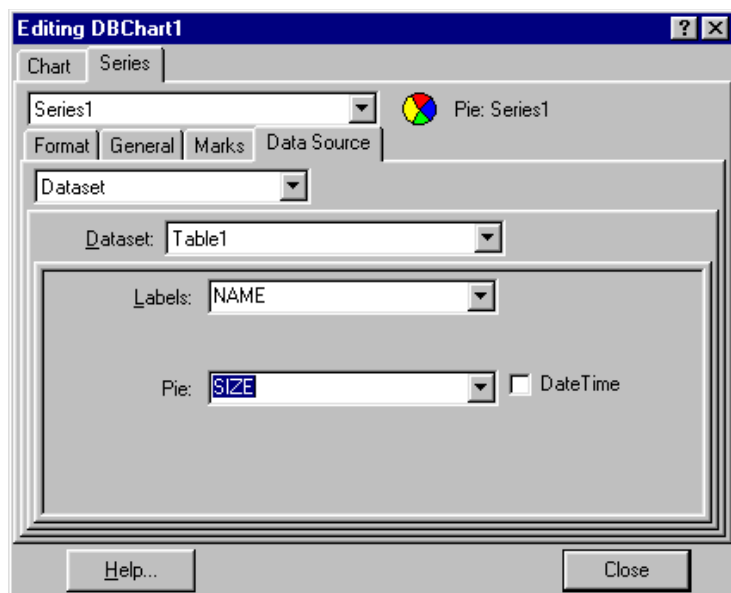 Editing DBChart1
Chart Series
Series1 Pie: Series1
Format General Marks Data Source
Dataset
Dataset: Table1
Labels: NAME
Pie: SIZE DateTime
Help... Close